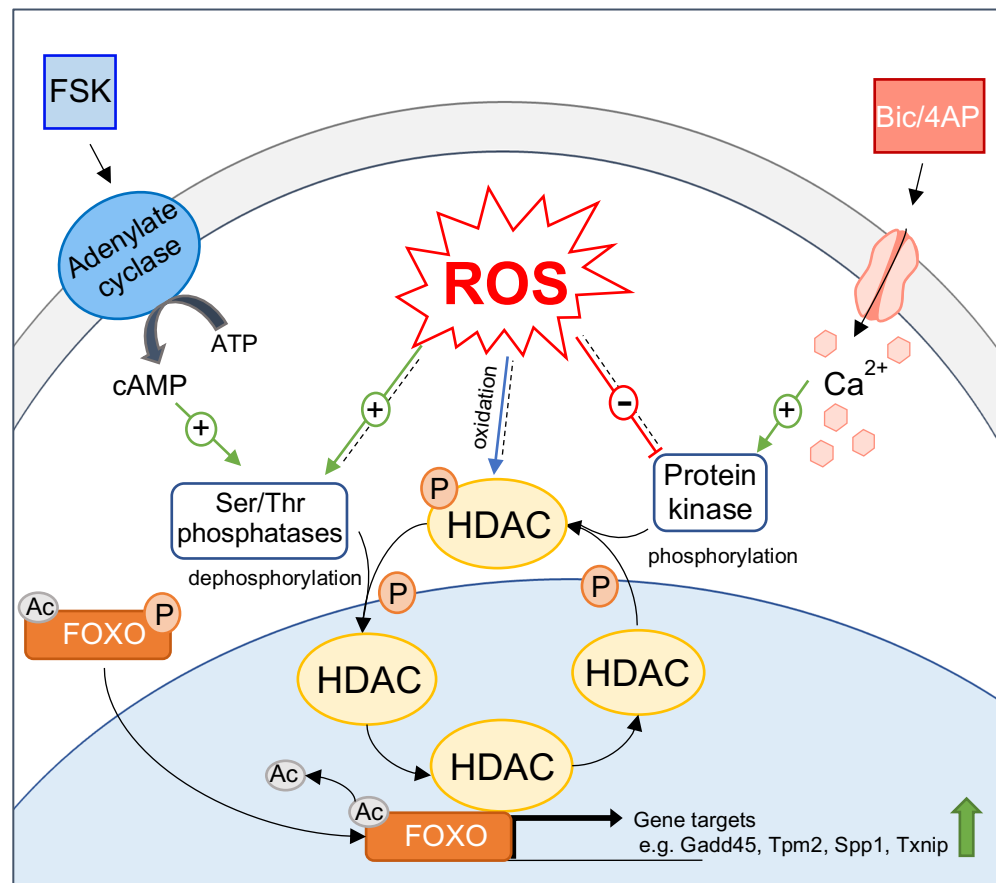 FSK
Bic/4AP
Adenylate
cyclase
ROS
ATP
cAMP
Ca2+
+
+
oxidation
-
+
Ser/Thr
phosphatases
P
HDAC
Protein
kinase
dephosphorylation
phosphorylation
P
P
Ac
P
FOXO
HDAC
HDAC
HDAC
Ac
Ac
FOXO
Gene targets
e.g. Gadd45, Tpm2, Spp1, Txnip